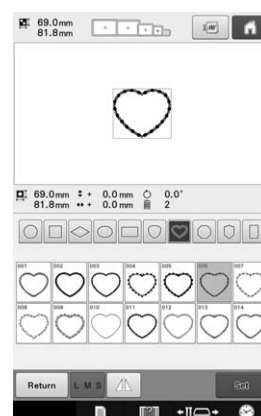 69.0mm
81.8mm
69.0mm + 0.0mm 0.0°
81.8mm + 0.0mm 2
001 002 003 004 005 006 007
008 009 010 011 012 013 014
Return L M S Set